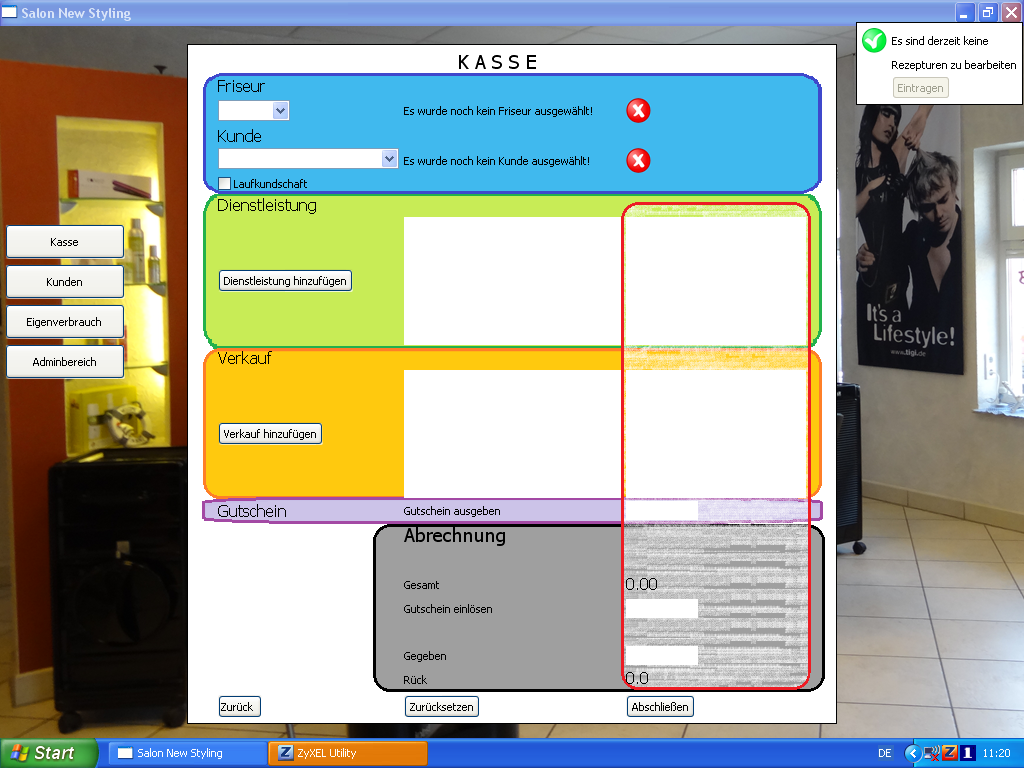 Salon New Styling
Es sind derzeit keine
Rezepturen zu bearbeiten
Eintragen
KASSE
Friseur
Es wurde noch kein Friseur ausgewählt!
Kunde
Es wurde noch kein Kunde ausgewählt!
Laufkundschaft
Dienstleistung
Dienstleistung hinzufügen
Verkauf
Verkauf hinzufügen
Gutschein
Gutschein ausgeben
Abrechnung
Gesamt
0.00
Gutschein einlösen
Gegeben
Rück
0.0
Zurück
Zurücksetzen
Abschließen
Kasse
Kunden
Eigenverbrauch
Adminbereich
It's a
Lifestyle!
www.tigi.de
Start
Salon New Styling
Z
ZyXEL Utility
DE
Z
1
11:20